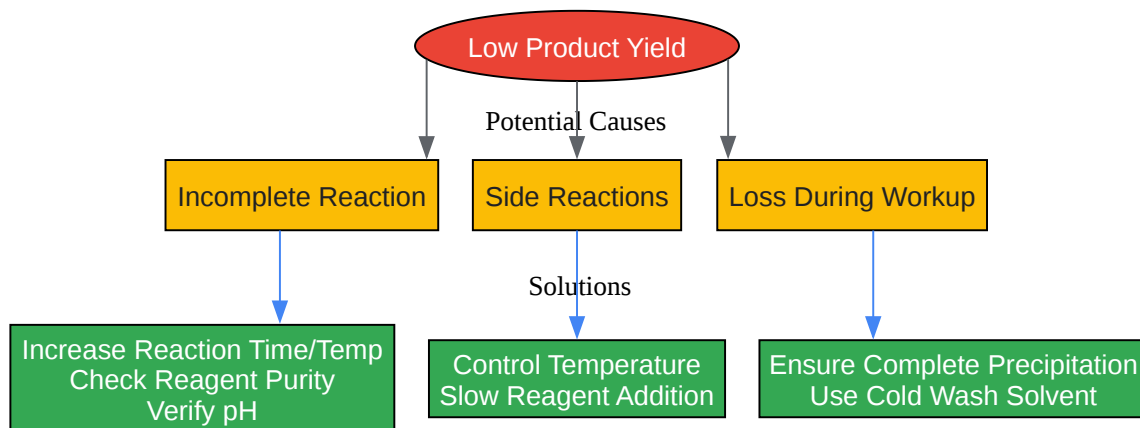 Low Product Yield
Potential Causes
Incomplete Reaction
Side Reactions
Loss During Workup
Solutions
Increase Reaction Time/Temp
Check Reagent Purity
Verify pH
Control Temperature
Slow Reagent Addition
Ensure Complete Precipitation
Use Cold Wash Solvent